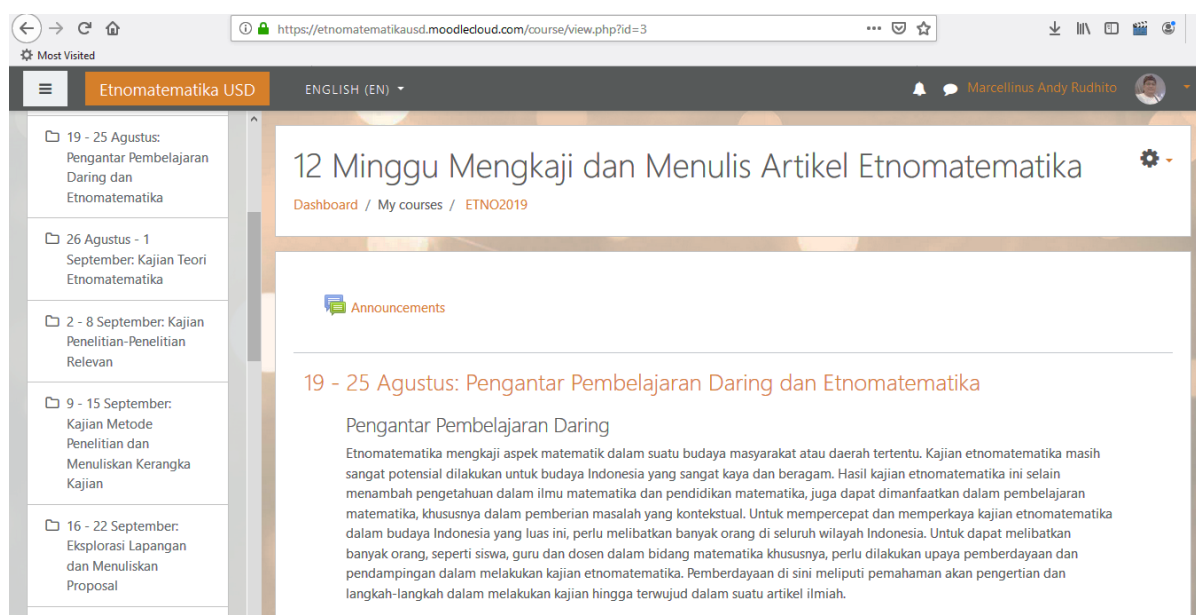 https://etnomatematikausd.moodlecloud.com/course/view.php?id=3
Most Visited
Etnomatematika USD
ENGLISH (EN)
Marcellinus Andy Rudhito
19 - 25 Agustus:
Pengantar Pembelajaran
Daring dan
Etnomatematika
26 Agustus - 1
September: Kajian Teori
Etnomatematika
2 - 8 September: Kajian
Penelitian-Penelitian
Relevan
9 - 15 September:
Kajian Metode
Penelitian dan
Menuliskan Kerangka
Kajian
16 - 22 September:
Eksplorasi Lapangan
dan Menuliskan
Proposal
12 Minggu Mengkaji dan Menulis Artikel Etnomatematika
Dashboard / My courses / ETNO2019
Announcements
19 - 25 Agustus: Pengantar Pembelajaran Daring dan Etnomatematika
Pengantar Pembelajaran Daring
Etnomatematika mengkaji aspek matematik dalam suatu budaya masyarakat atau daerah tertentu. Kajian etnomatematika masih
sangat potensial dilakukan untuk budaya Indonesia yang sangat kaya dan beragam. Hasil kajian etnomatematika ini selain
menambah pengetahuan dalam ilmu matematika dan pendidikan matematika, juga dapat dimanfaatkan dalam pembelajaran
matematika, khususnya dalam pemberian masalah yang kontekstual. Untuk mempercepat dan memperkaya kajian etnomatematika
dalam budaya Indonesia yang luas ini, perlu melibatkan banyak orang di seluruh wilayah Indonesia. Untuk dapat melibatkan
banyak orang, seperti siswa, guru dan dosen dalam bidang matematika khususnya, perlu dilakukan upaya pemberdayaan dan
pendampingan dalam melakukan kajian etnomatematika. Pemberdayaan di sini meliputi pemahaman akan pengertian dan
langkah-langkah dalam melakukan kajian hingga terwujud dalam suatu artikel ilmiah.